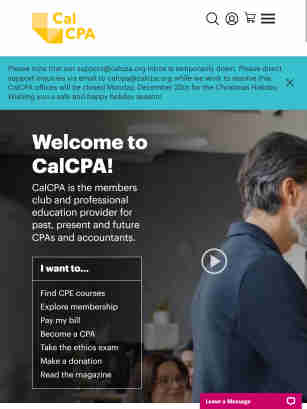 Cal
CPA
Please note that our support@calcpa.org inbox is temporarily down. Please direct
support inquiries via email to calcpa@calcpa.org while we work to resolve this.
CalCPA offices will be closed Monday, December 26th for the Christmas Holiday.
Wishing you a safe and happy holiday season!
Welcome to
CalCPA!
CalCPA is the members
club and professional
education provider for
past, present and future
CPAs and accountants.
I want to...
Find CPE courses
Explore membership
Pay my bill
Become a CPA
Take the ethics exam
Make a donation
Read the magazine
Leave a Message